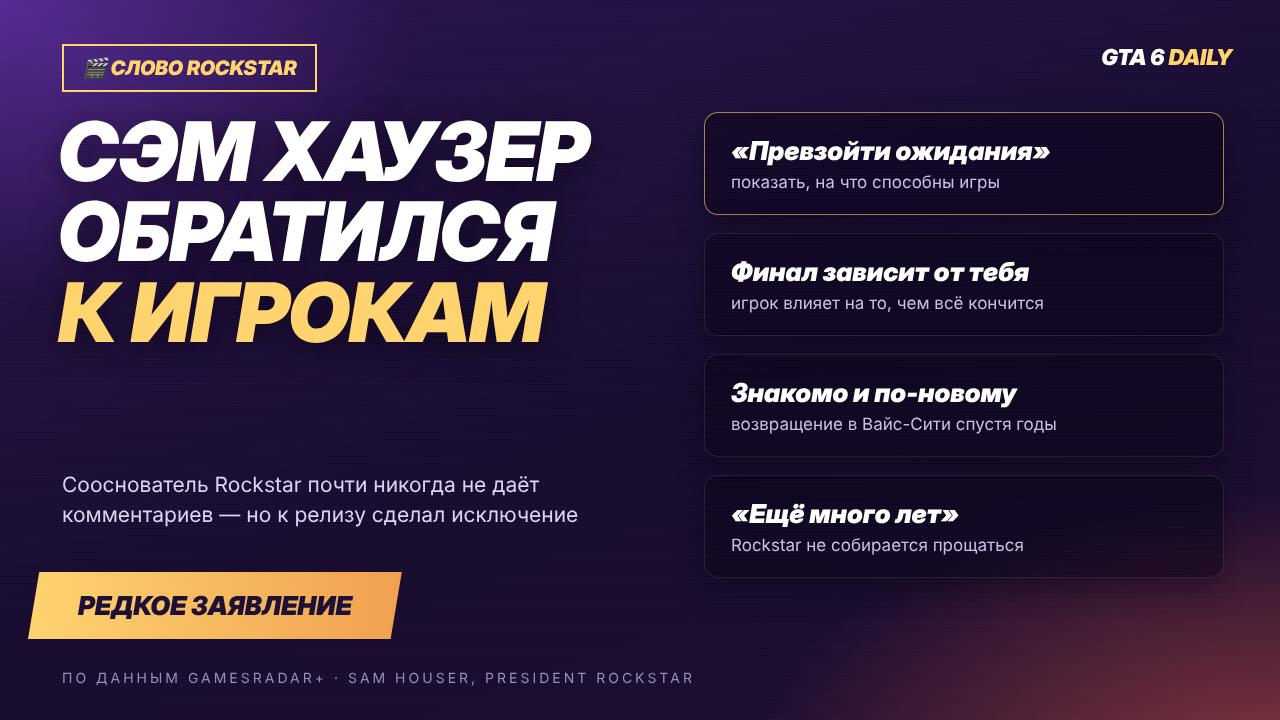 🎬 СЛОВО ROCKSTAR
GTA 6 DAILY
СЭМ ХАУЗЕР
ОБРАТИЛСЯ
К ИГРОКАМ
Сооснователь Rockstar почти никогда не даёт
комментариев — но к релизу сделал исключение
РЕДКОЕ ЗАЯВЛЕНИЕ
«Превзойти ожидания»
показать, на что способны игры
Финал зависит от тебя
игрок влияет на то, чем всё кончится
Знакомо и по-новому
возвращение в Вайс-Сити спустя годы
«Ещё много лет»
Rockstar не собирается прощаться
ПО ДАННЫМ GAMESRADAR+ · SAM HOUSER, PRESIDENT ROCKSTAR